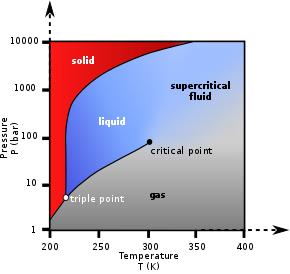 10000
solid
1000
supercritical
fluid
Pressure
P (bar)
liquid
100
critical point
10
triple point
gas
1
200
250
300
350
400
Temperature
T (K)